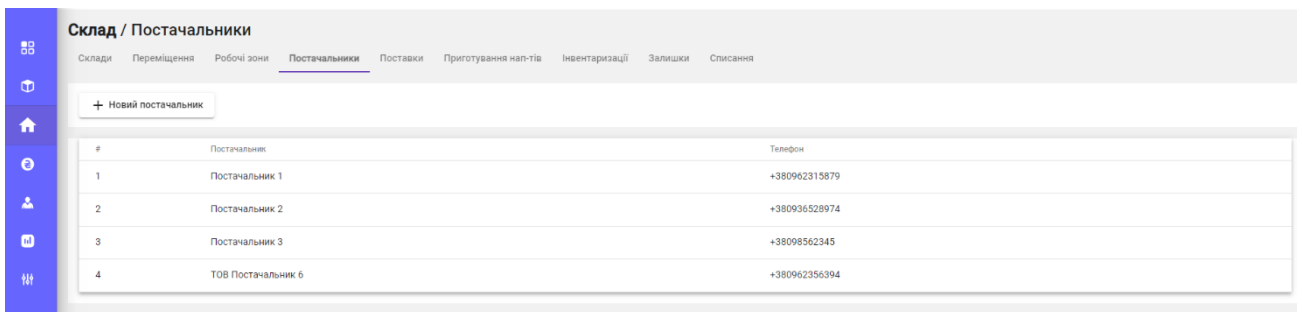 Склад / Постачальники
Склади Переміщення Робочі зони Постачальники Поставки Приготування нап-тів Інвентаризації Залишки Списання
+ Новий постачальник
# Постачальник Телефон
1 Постачальник 1 +380962315879
2 Постачальник 2 +380936528974
3 Постачальник 3 +38098562345
4 ТОВ Постачальник 6 +380962356394